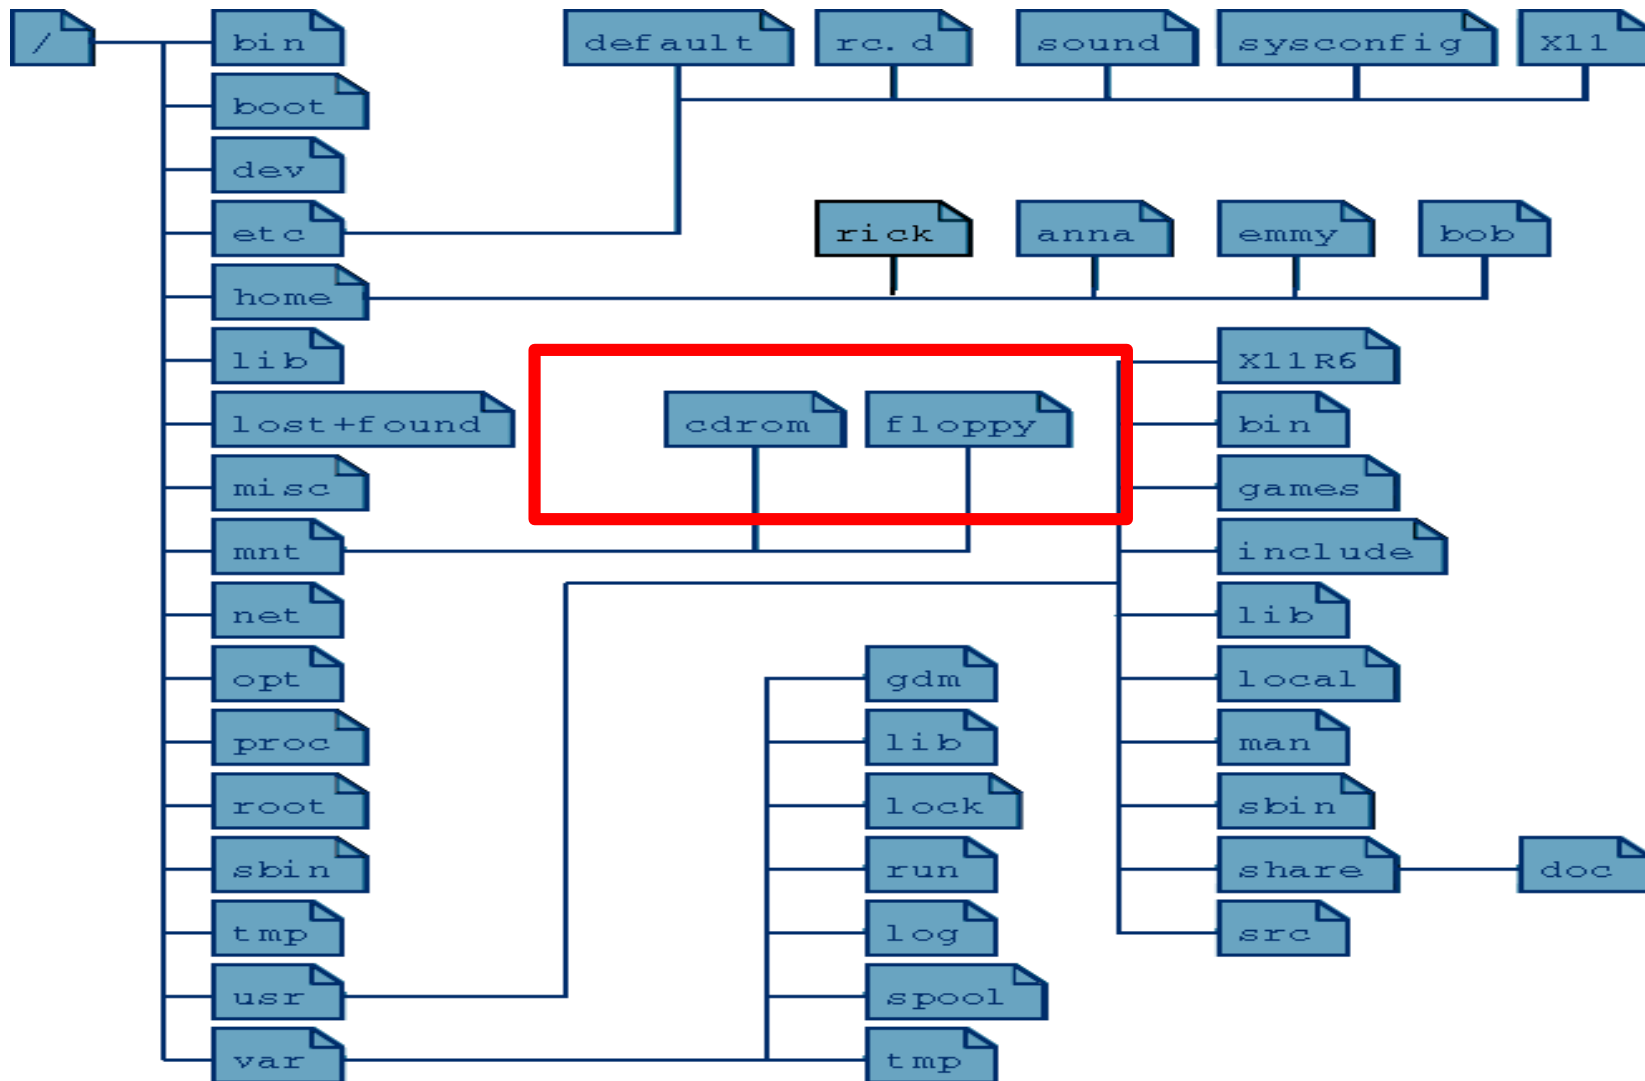 / bin default rc.d sound sysconfig X11
boot
dev
etc rick anna emmy bob
home
lib X11R6
lost+found cdrom floppy bin
misc games
mnt include
net lib
opt gdm local
proc lib man
root lock sbin
sbin run share doc
tmp log src
usr spool
var tmp